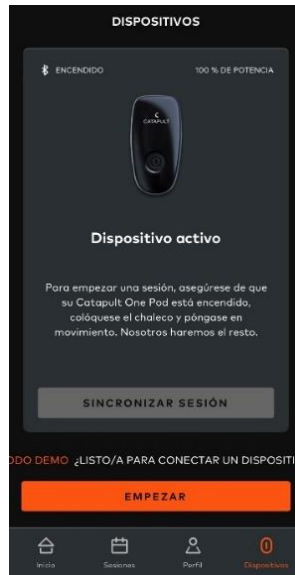 DISPOSITIVOS
ENCENDIDO 100 % DE POTENCIA
CATAPULT
Dispositivo activo
Para empezar una sesión, asegúrese de que
su Catapult One Pod está encendido,
colóquese el chaleco y póngase en
movimiento. Nosotros haremos el resto.
SINCRONIZAR SESIÓN
ODO DEMO ¿LISTO/A PARA CONECTAR UN DISPOSITI
EMPEZAR
Inicio Sesiones Perfil Dispositivos